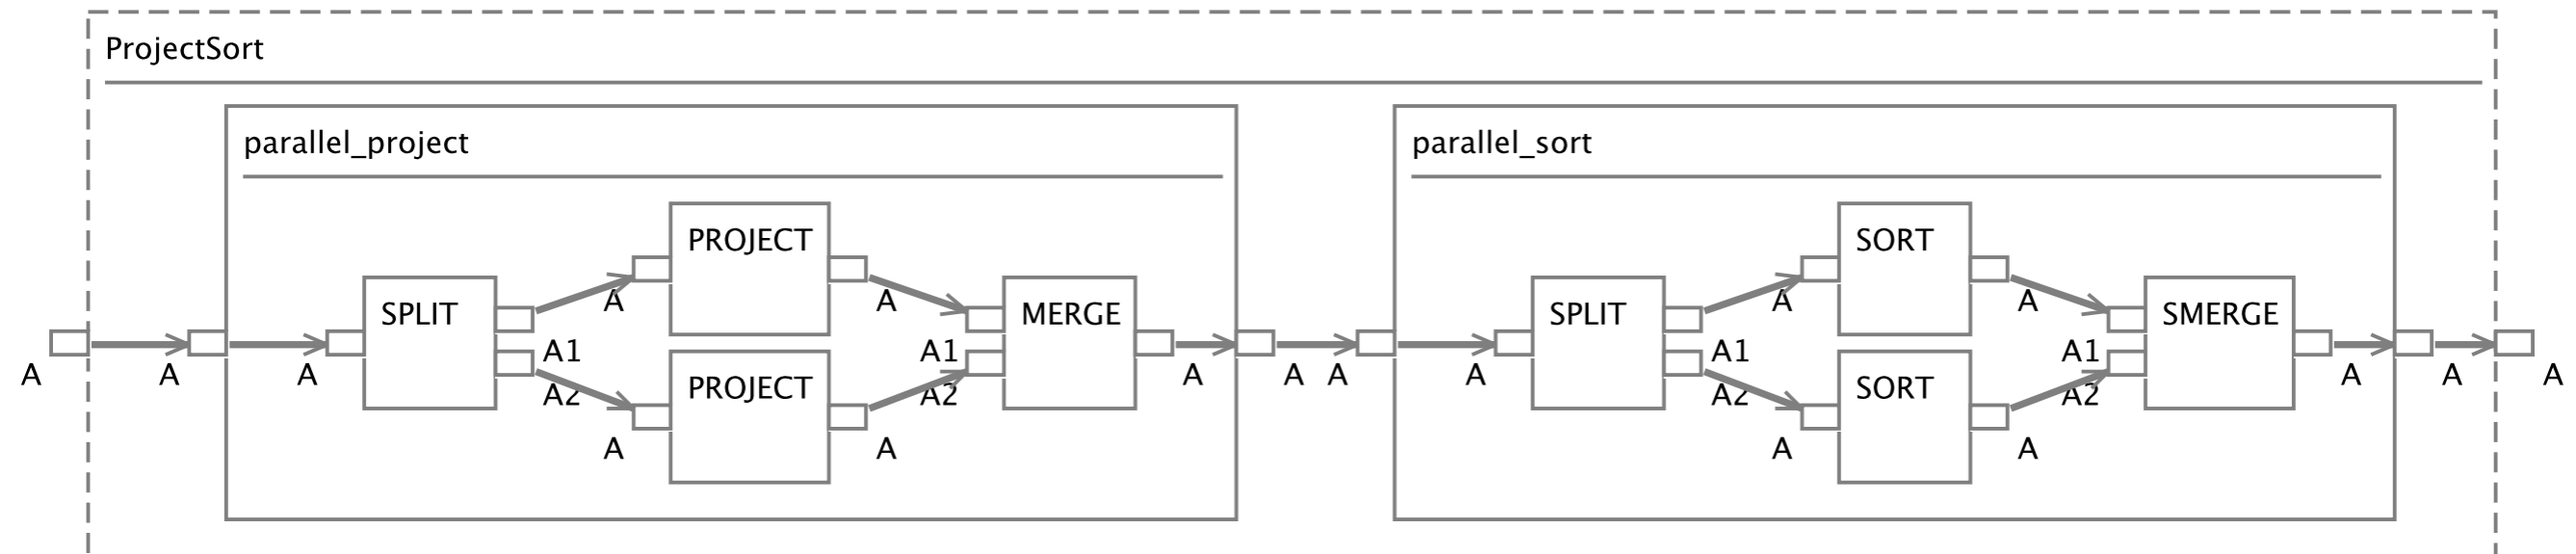 ProjectSort
parallel_project
parallel_sort
PROJECT
SORT
SPLIT
A
A
MERGE
SPLIT
A
A
SMERGE
A1
A1
A1
A1
A
A
A
PROJECT
A
A
A
A
SORT
A
A
A
A2
A2
A2
A2
A
A
A
A